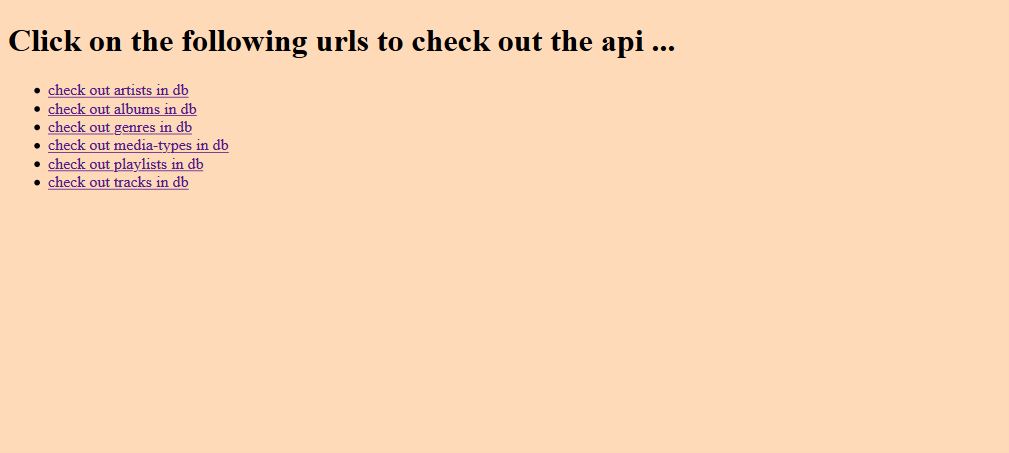 Click on the following urls to check out the api ...
check out artists in db
check out albums in db
check out genres in db
check out media-types in db
check out playlists in db
check out tracks in db